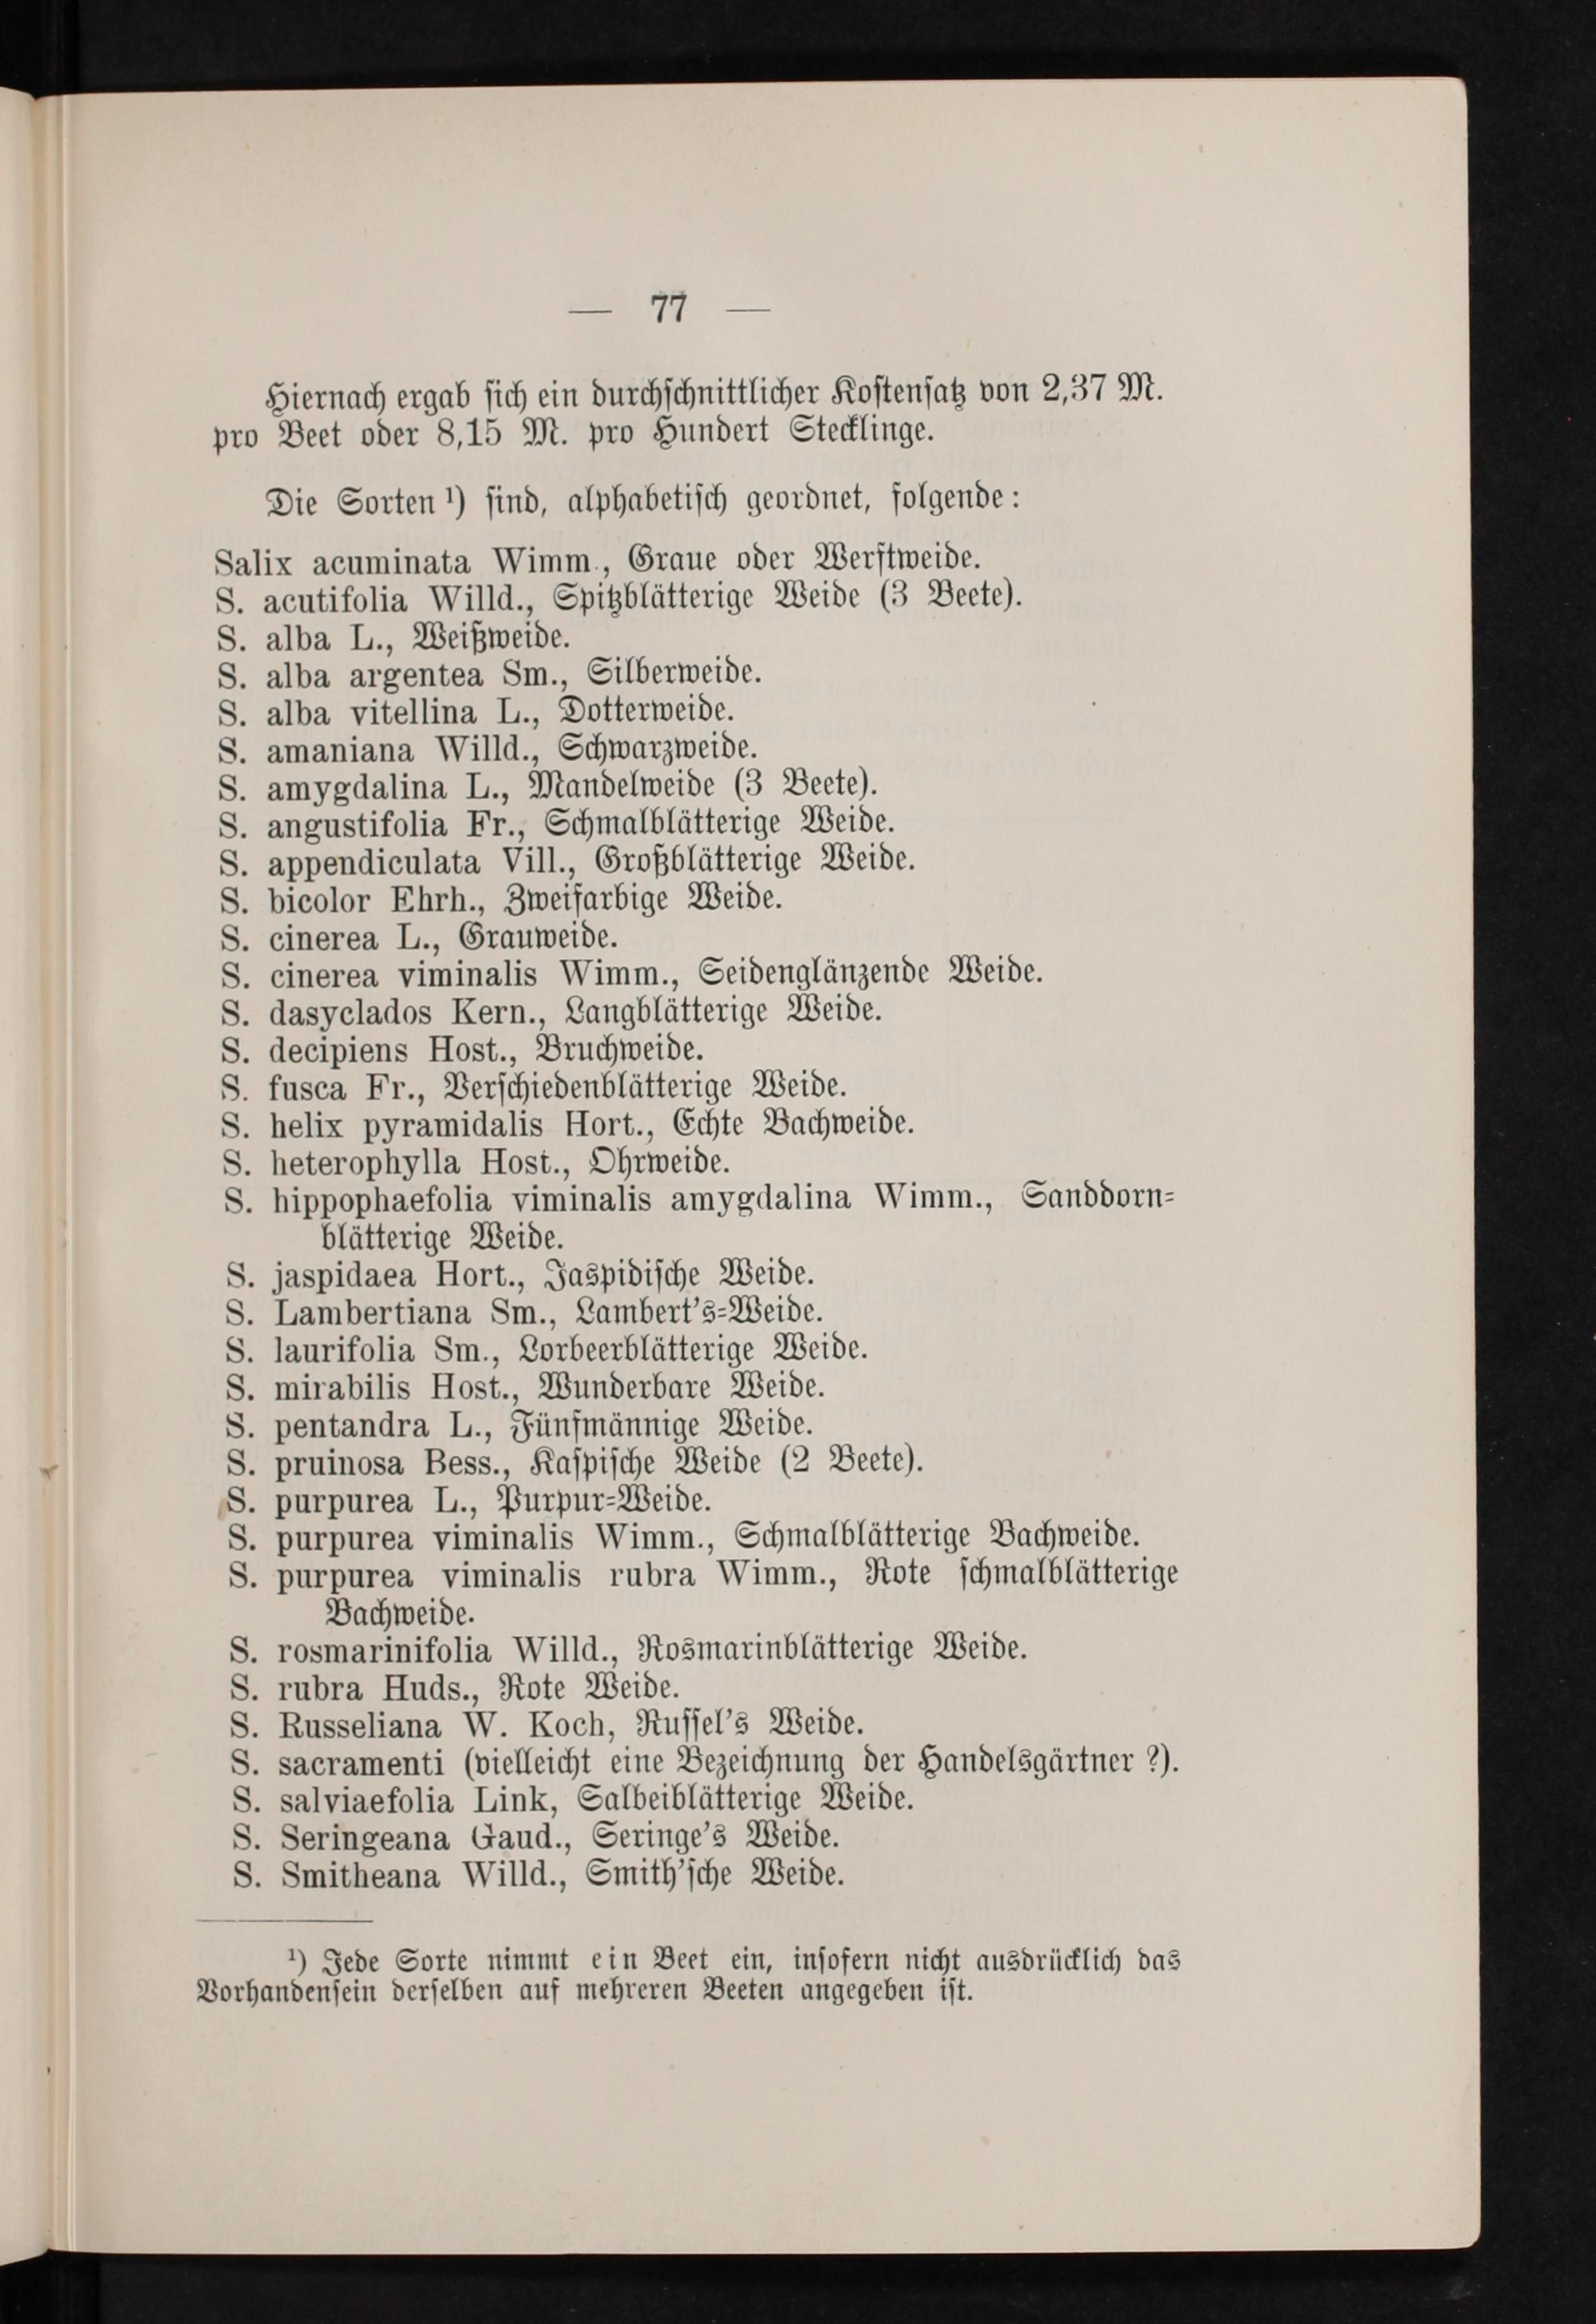 — 77 —
Hiernach ergab sich ein durchschnittlicher Kostensatz von 2,37 M.
pro Beet oder 8,15 M. pro Hundert Stecklinge.
Die Sorten ¹) sind, alphabetisch geordnet, folgende:
Salix acuminata Wimm., Graue oder Werftweide.
S. acutifolia Willd., Spitzblätterige Weide (3 Beete).
S. alba L., Weißweide.
S. alba argentea Sm., Silberweide.
S. alba vitellina L., Dotterweide.
S. amaniana Willd., Schwarzweide.
S. amygdalina L., Mandelweide (3 Beete).
S. angustifolia Fr., Schmalblätterige Weide.
S. appendiculata Vill., Großblätterige Weide.
S. bicolor Ehrh., Zweifarbige Weide.
S. cinerea L., Grauweide.
S. cinerea viminalis Wimm., Seidenglänzende Weide.
S. dasyclados Kern., Langblätterige Weide.
S. decipiens Host., Bruchweide.
S. fusca Fr., Verschiedenblätterige Weide.
S. helix pyramidalis Hort., Echte Bachweide.
S. heterophylla Host., Ohrweide.
S. hippophaefolia viminalis amygdalina Wimm., Sanddorn-
blätterige Weide.
S. jaspidaea Hort., Jaspidische Weide.
S. Lambertiana Sm., Lambert's-Weide.
S. laurifolia Sm., Lorbeerblätterige Weide.
S. mirabilis Host., Wunderbare Weide.
S. pentandra L., Fünfmännige Weide.
S. pruinosa Bess., Kaspische Weide (2 Beete).
S. purpurea L., Purpur-Weide.
S. purpurea viminalis Wimm., Schmalblätterige Bachweide.
S. purpurea viminalis rubra Wimm., Rote schmalblätterige
Bachweide.
S. rosmarinifolia Willd., Rosmarinblätterige Weide.
S. rubra Huds., Rote Weide.
S. Russeliana W. Koch, Russel's Weide.
S. sacramenti (vielleicht eine Bezeichnung der Handelsgärtner ?).
S. salviaefolia Link, Salbeiblätterige Weide.
S. Seringeana Gaud., Seringe's Weide.
S. Smitheana Willd., Smith'sche Weide.
¹) Jede Sorte nimmt ein Beet ein, insofern nicht ausdrücklich das
Vorhandensein derselben auf mehreren Beeten angegeben ist.